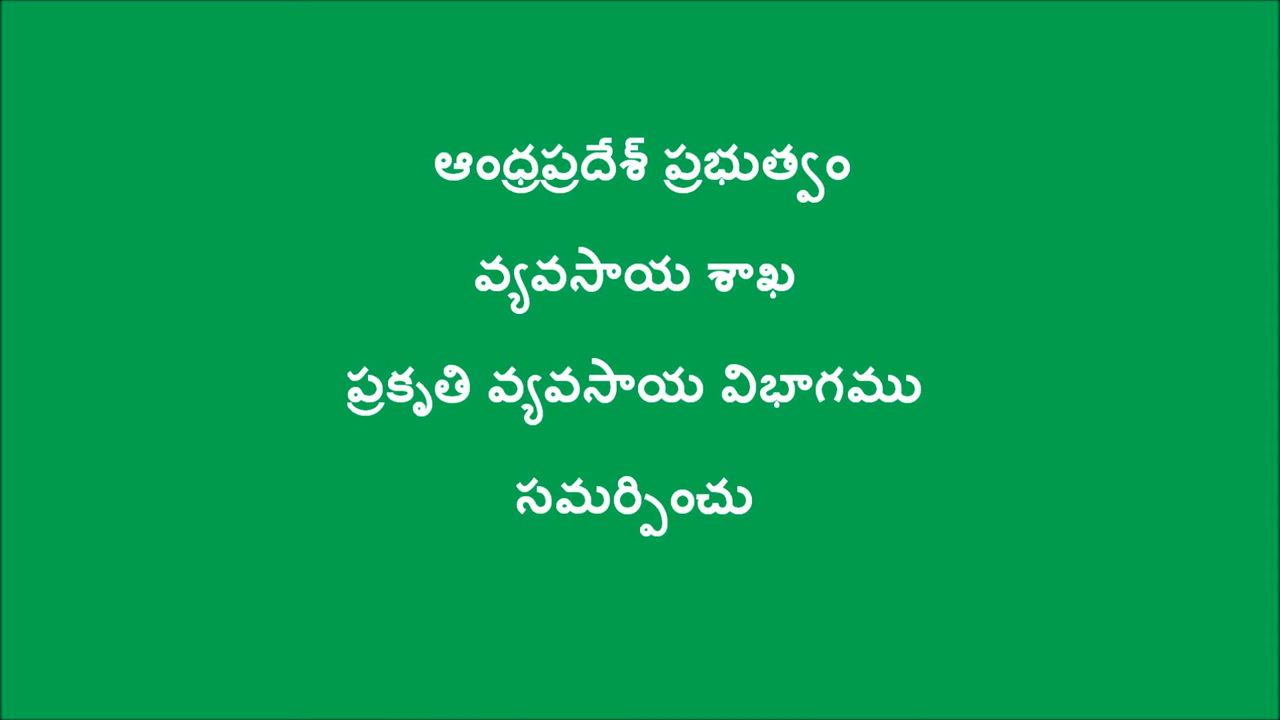 ఆంధ్రప్రదేశ్ ప్రభుత్వం
వ్యవసాయ శాఖ
ప్రకృతి వ్యవసాయ విభాగము
సమర్పించు